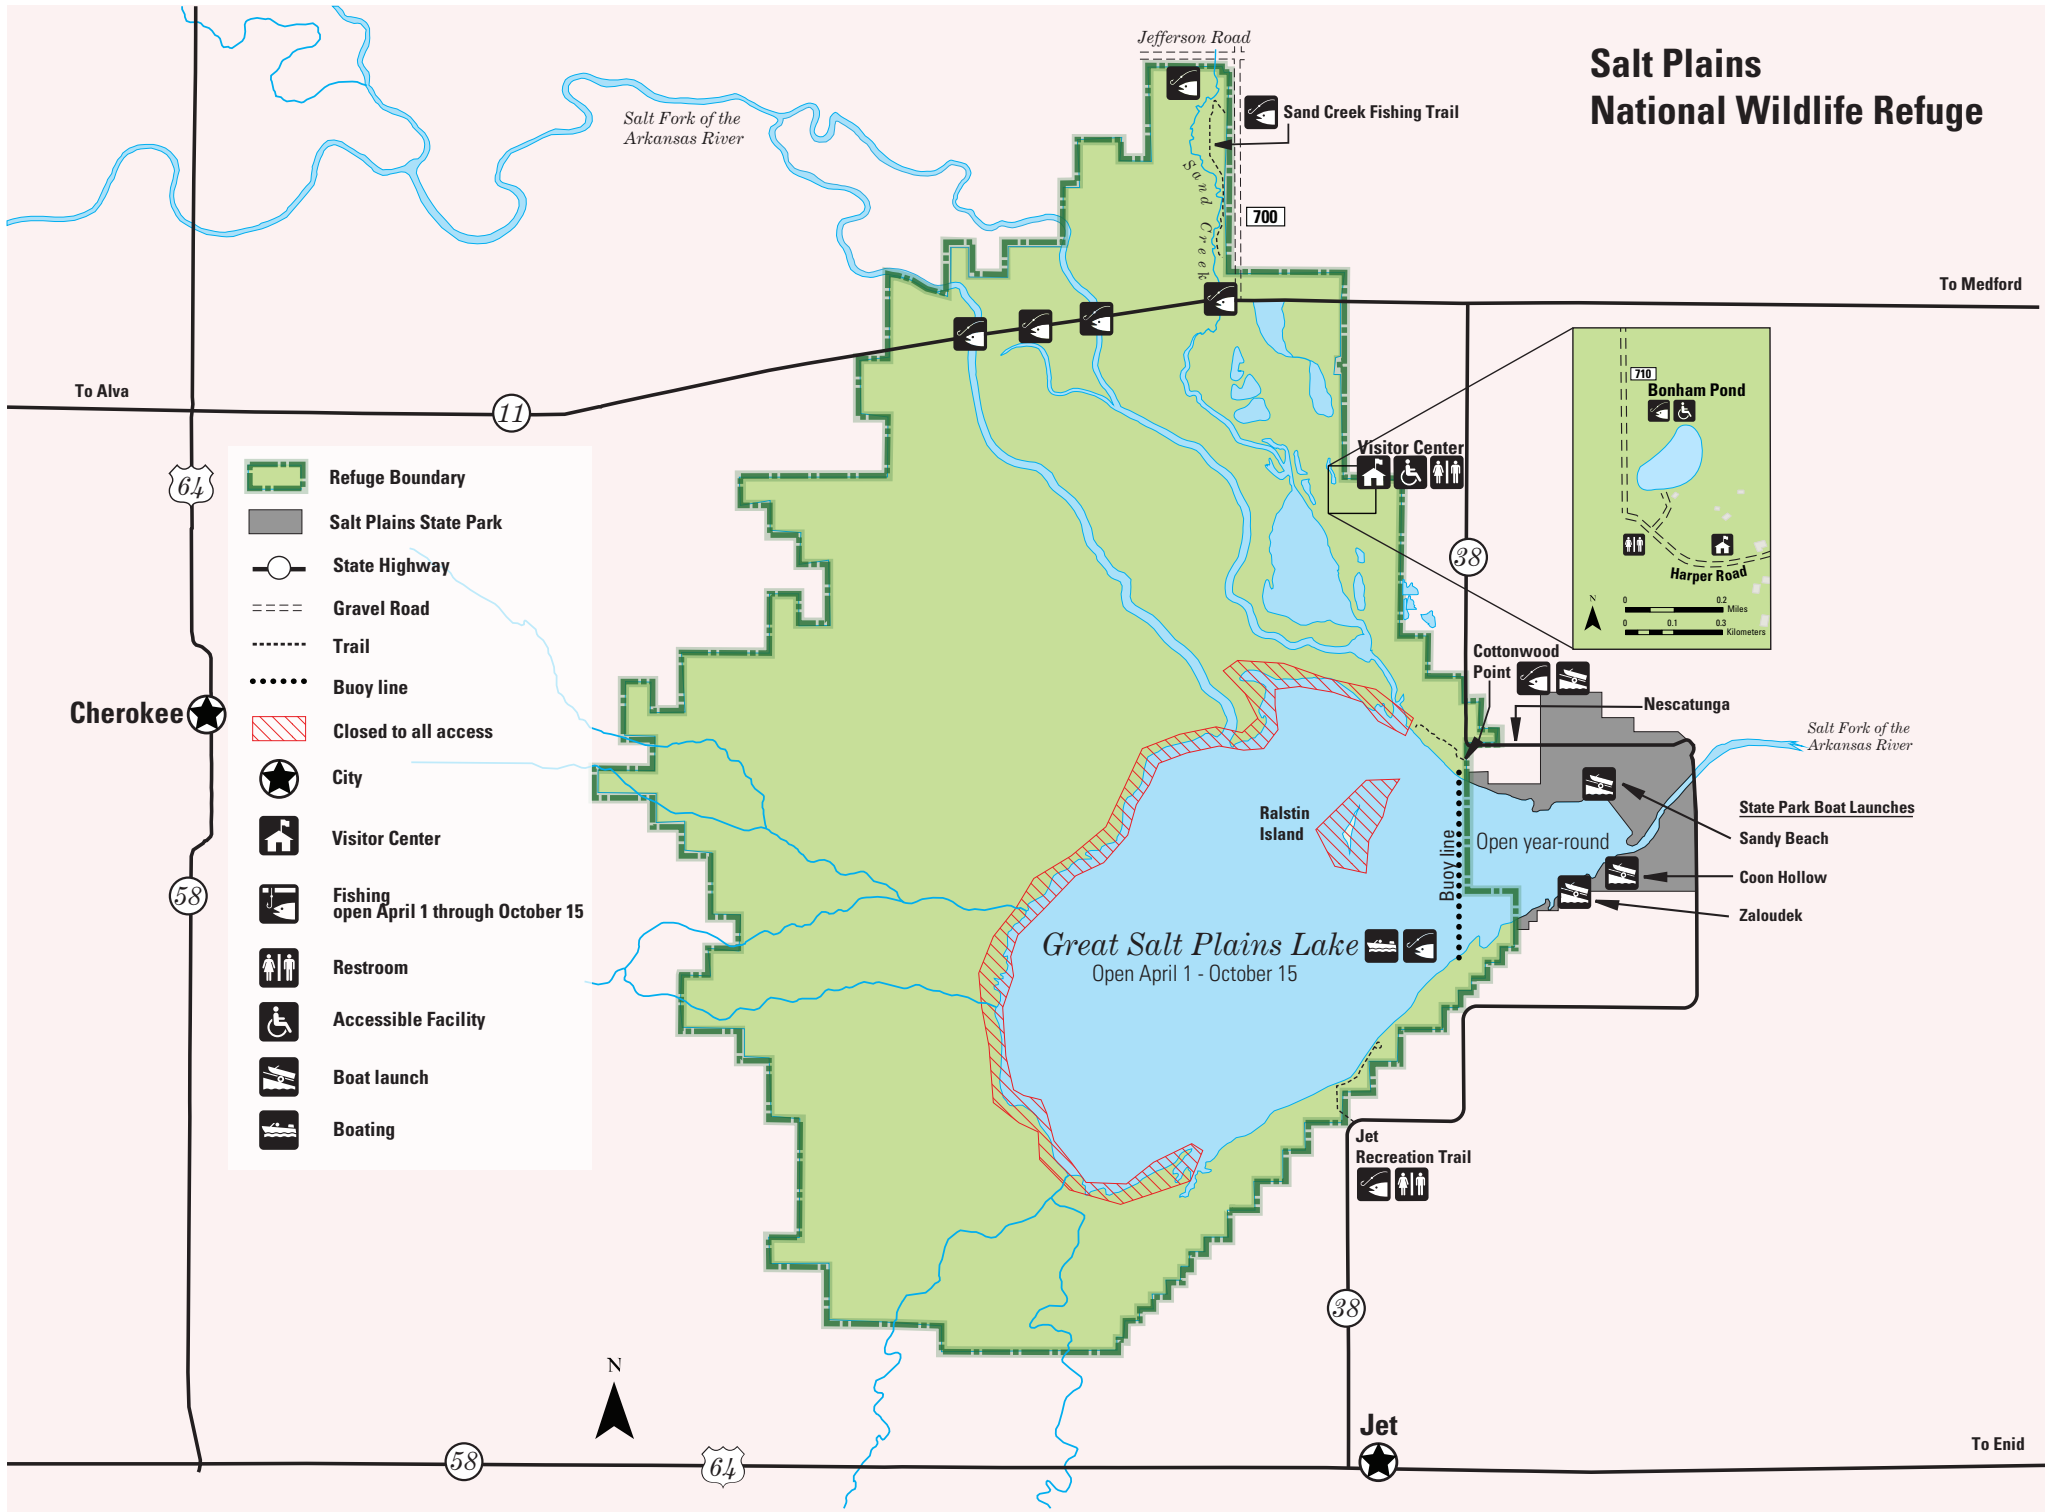 Salt Plains
National Wildlife Refuge
Jefferson Road
Salt Fork of the
Arkansas River
Sand Creek Fishing Trail
Sand Creek
700
To Medford
To Alva
11
64
38
Visitor Center
710
Bonham Pond
Harper Road
N
0 0.2
Miles
0 0.1 0.3
Kilometers
Refuge Boundary
Salt Plains State Park
State Highway
Gravel Road
Trail
Buoy line
Closed to all access
City
Visitor Center
Fishing
open April 1 through October 15
Restroom
Accessible Facility
Boat launch
Boating
Cherokee
58
Cottonwood
Point
Nescatunga
Salt Fork of the
Arkansas River
State Park Boat Launches
Sandy Beach
Coon Hollow
Zaloudek
Ralstin
Island
Buoy line
Open year-round
Great Salt Plains Lake
Open April 1 - October 15
Jet
Recreation Trail
38
N
Jet
To Enid
58
64